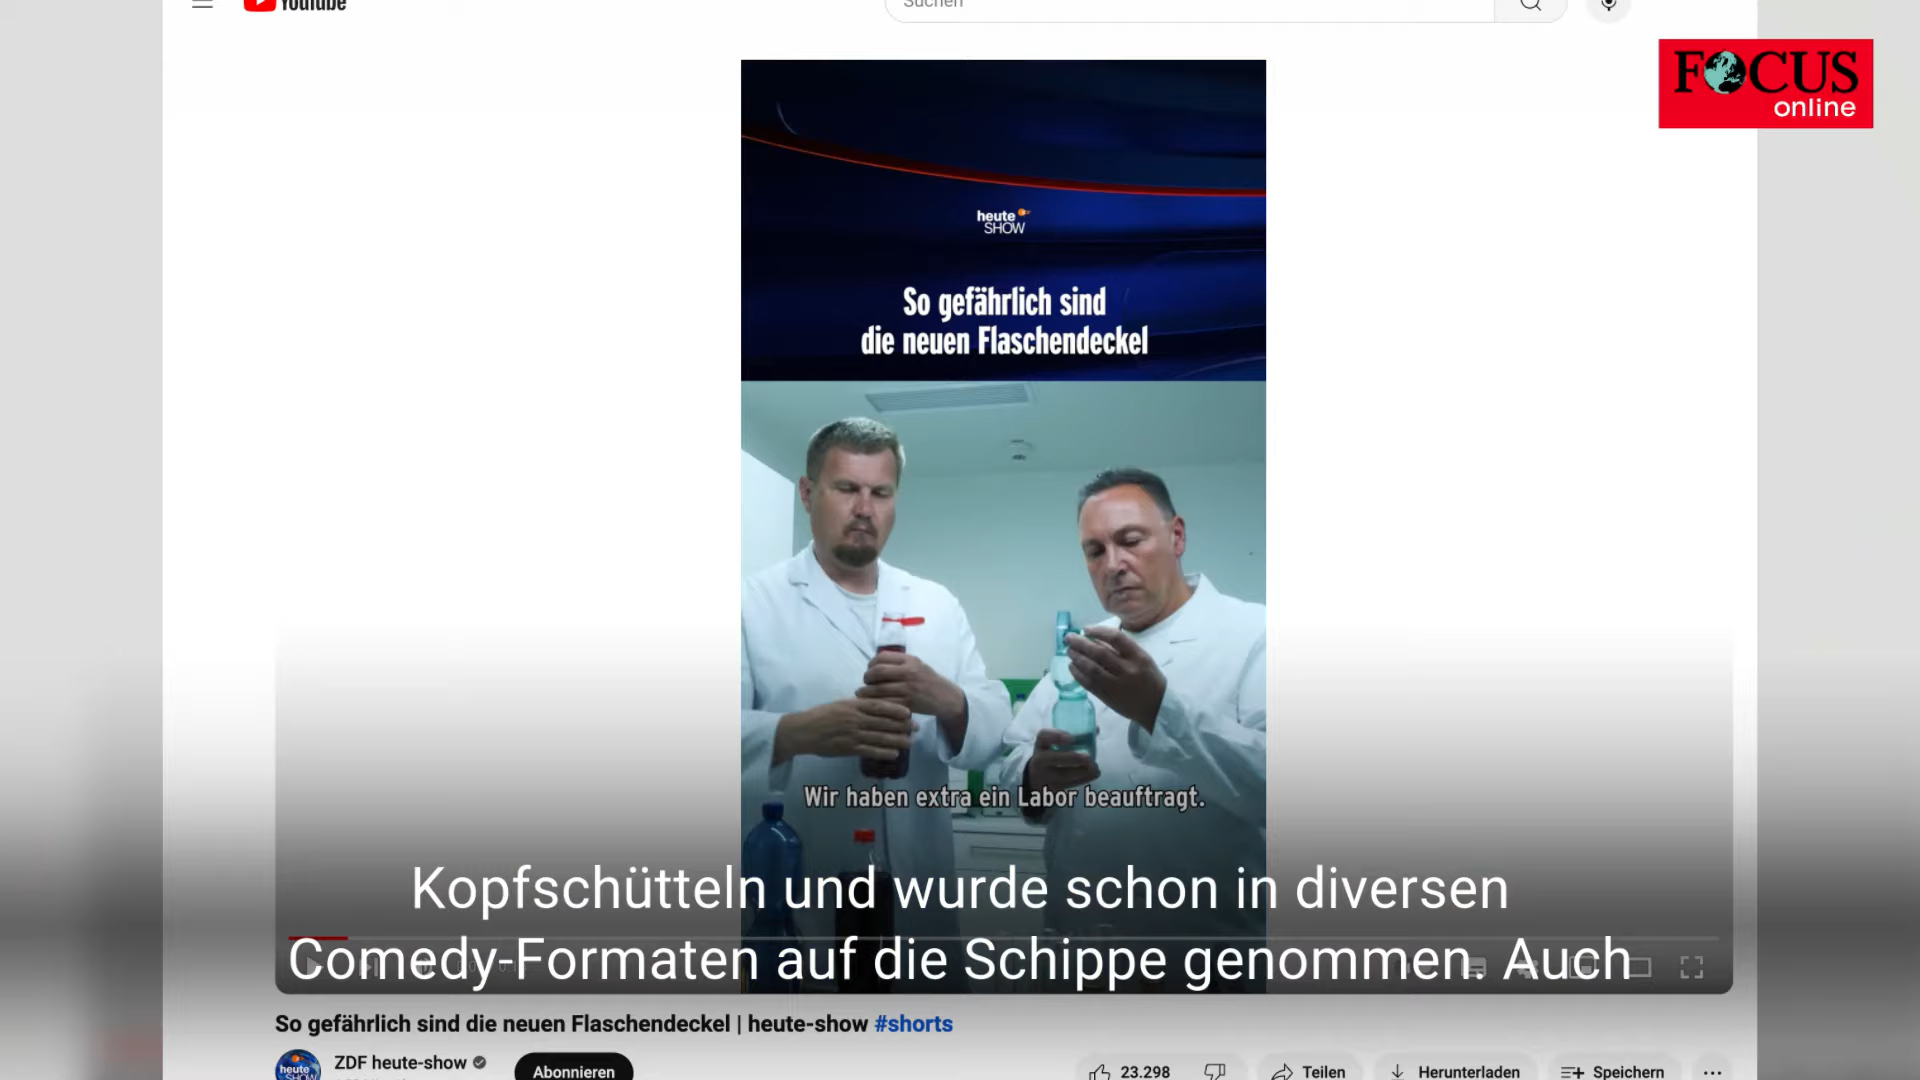 YouTube
Suchen
FOCUS
online
heute
SHOW
So gefährlich sind
die neuen Flaschendeckel
Wir haben extra ein Labor beauftragt.
Kopfschütteln und wurde schon in diversen
Comedy-Formaten auf die Schippe genommen. Auch
So gefährlich sind die neuen Flaschendeckel | heute-show #shorts
heute
SHOW
ZDF heute-show
Abonnieren
23.298
Teilen
Herunterladen
Speichern